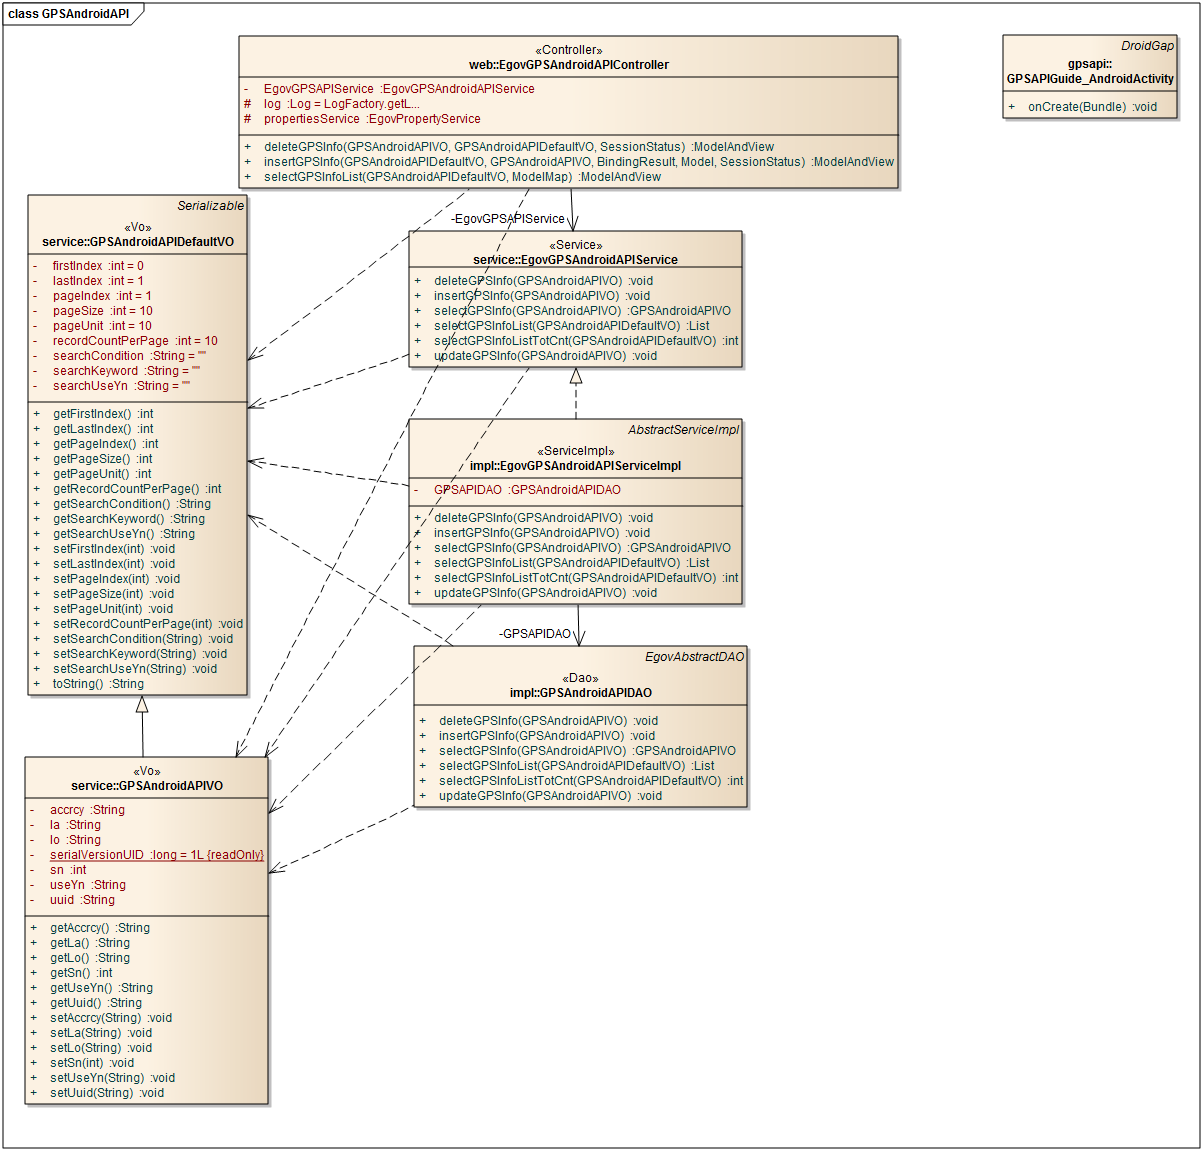 class GPSAndroidAPI
«Controller»
web::EgovGPSAndroidAPIController
- EgovGPSAPIService :EgovGPSAndroidAPIService
# log :Log = LogFactory.getL...
# propertiesService :EgovPropertyService
+ deleteGPSInfo(GPSAndroidAPIVO, GPSAndroidAPIDefaultVO, SessionStatus) :ModelAndView
+ insertGPSInfo(GPSAndroidAPIDefaultVO, GPSAndroidAPIVO, BindingResult, Model, SessionStatus) :ModelAndView
+ selectGPSInfoList(GPSAndroidAPIDefaultVO, ModelMap) :ModelAndView
DroidGap
gpsapi::
GPSAPIGuide_AndroidActivity
+ onCreate(Bundle) :void
Serializable
«Vo»
service::GPSAndroidAPIDefaultVO
- firstIndex :int = 0
- lastIndex :int = 1
- pageIndex :int = 1
- pageSize :int = 10
- pageUnit :int = 10
- recordCountPerPage :int = 10
- searchCondition :String = ""
- searchKeyword :String = ""
- searchUseYn :String = ""
+ getFirstIndex() :int
+ getLastIndex() :int
+ getPageIndex() :int
+ getPageSize() :int
+ getPageUnit() :int
+ getRecordCountPerPage() :int
+ getSearchCondition() :String
+ getSearchKeyword() :String
+ getSearchUseYn() :String
+ setFirstIndex(int) :void
+ setLastIndex(int) :void
+ setPageIndex(int) :void
+ setPageSize(int) :void
+ setPageUnit(int) :void
+ setRecordCountPerPage(int) :void
+ setSearchCondition(String) :void
+ setSearchKeyword(String) :void
+ setSearchUseYn(String) :void
+ toString() :String
-EgovGPSAPIService
«Service»
service::EgovGPSAndroidAPIService
+ deleteGPSInfo(GPSAndroidAPIVO) :void
+ insertGPSInfo(GPSAndroidAPIVO) :void
+ selectGPSInfo(GPSAndroidAPIVO) :GPSAndroidAPIVO
+ selectGPSInfoList(GPSAndroidAPIDefaultVO) :List
+ selectGPSInfoListTotCnt(GPSAndroidAPIDefaultVO) :int
+ updateGPSInfo(GPSAndroidAPIVO) :void
AbstractServiceImpl
«ServiceImpl»
impl::EgovGPSAndroidAPIServiceImpl
- GPSAPIDAO :GPSAndroidAPIDAO
+ deleteGPSInfo(GPSAndroidAPIVO) :void
+ insertGPSInfo(GPSAndroidAPIVO) :void
+ selectGPSInfo(GPSAndroidAPIVO) :GPSAndroidAPIVO
+ selectGPSInfoList(GPSAndroidAPIDefaultVO) :List
+ selectGPSInfoListTotCnt(GPSAndroidAPIDefaultVO) :int
+ updateGPSInfo(GPSAndroidAPIVO) :void
-GPSAPIDAO
EgovAbstractDAO
«Dao»
impl::GPSAndroidAPIDAO
+ deleteGPSInfo(GPSAndroidAPIVO) :void
+ insertGPSInfo(GPSAndroidAPIVO) :void
+ selectGPSInfo(GPSAndroidAPIVO) :GPSAndroidAPIVO
+ selectGPSInfoList(GPSAndroidAPIDefaultVO) :List
+ selectGPSInfoListTotCnt(GPSAndroidAPIDefaultVO) :int
+ updateGPSInfo(GPSAndroidAPIVO) :void
«Vo»
service::GPSAndroidAPIVO
- accrcy :String
- la :String
- lo :String
- serialVersionUID :long = 1L {readOnly}
- sn :int
- useYn :String
- uuid :String
+ getAccrcy() :String
+ getLa() :String
+ getLo() :String
+ getSn() :int
+ getUseYn() :String
+ getUuid() :String
+ setAccrcy(String) :void
+ setLa(String) :void
+ setLo(String) :void
+ setSn(int) :void
+ setUseYn(String) :void
+ setUuid(String) :void